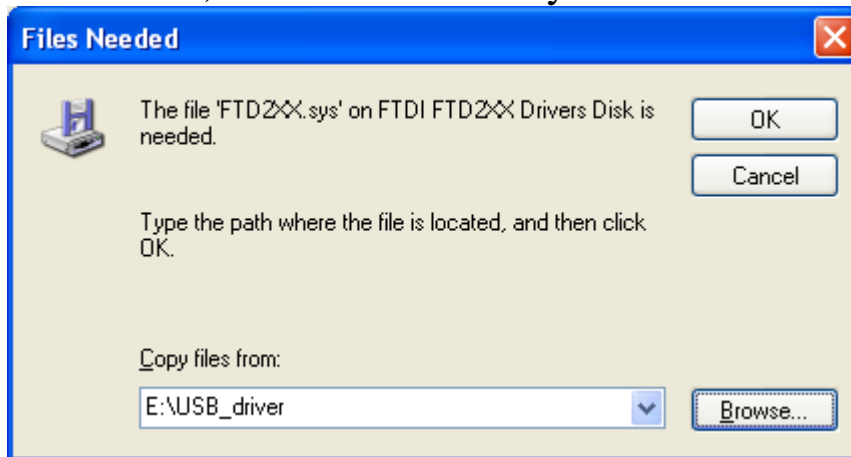 Files Needed
The file 'FTD2XX.sys' on FTDI FTD2XX Drivers Disk is
needed.
OK
Cancel
Type the path where the file is located, and then click
OK.
Copy files from:
E:\USB_driver
Browse...